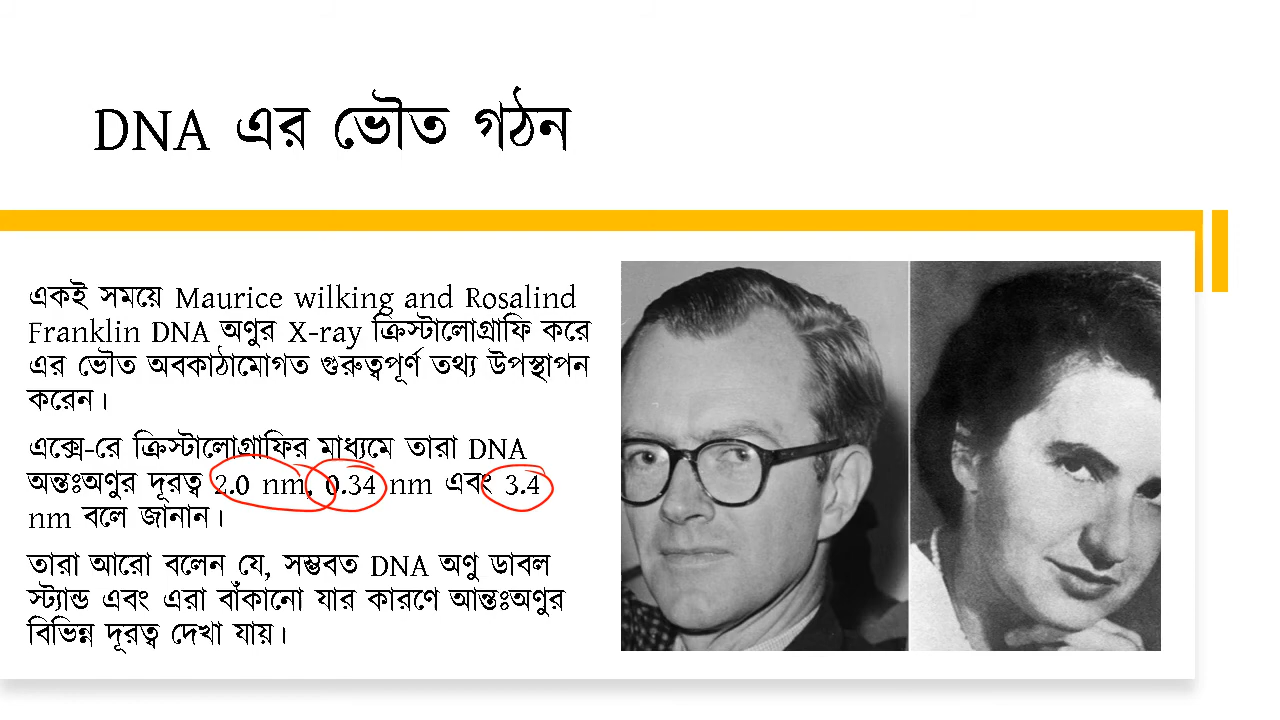 DNA এর ভৌত গঠন
একই সময়ে Maurice wilking and Rosalind
Franklin DNA অণুর X-ray ক্রিস্টালোগ্রাফি করে
এর ভৌত অবকাঠামোগত গুরুত্বপূর্ণ তথ্য উপস্থাপন
করেন।
এক্সে-রে ক্রিস্টালোগ্রাফির মাধ্যমে তারা DNA
অন্তঃঅণুর দূরত্ব 2.0 nm, 0.34 nm এবং 3.4
nm বলে জানান।
তারা আরো বলেন যে, সম্ভবত DNA অণু ডাবল
স্ট্যান্ড এবং এরা বাঁকানো যার কারণে আন্তঃঅণুর
বিভিন্ন দূরত্ব দেখা যায়।